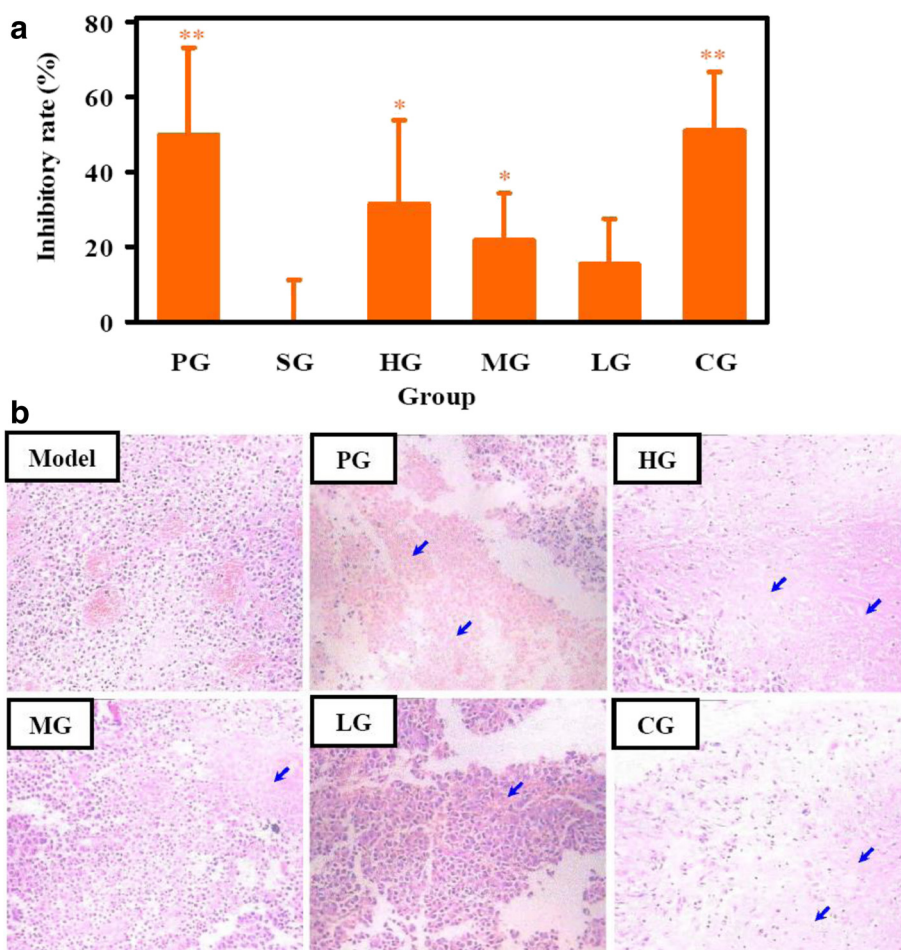 a
Inhibitory rate (%)
80
60
40
20
0
**
*
*
**
PG SG HG MG LG CG
Group
b
Model PG HG
MG LG CG